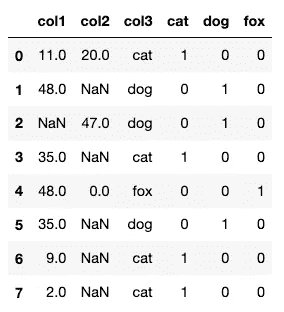 col1 col2 col3 cat dog fox
0 11.0 20.0 cat 1 0 0
1 48.0 NaN dog 0 1 0
2 NaN 47.0 dog 0 1 0
3 35.0 NaN cat 1 0 0
4 48.0 0.0 fox 0 0 1
5 35.0 NaN dog 0 1 0
6 9.0 NaN cat 1 0 0
7 2.0 NaN cat 1 0 0